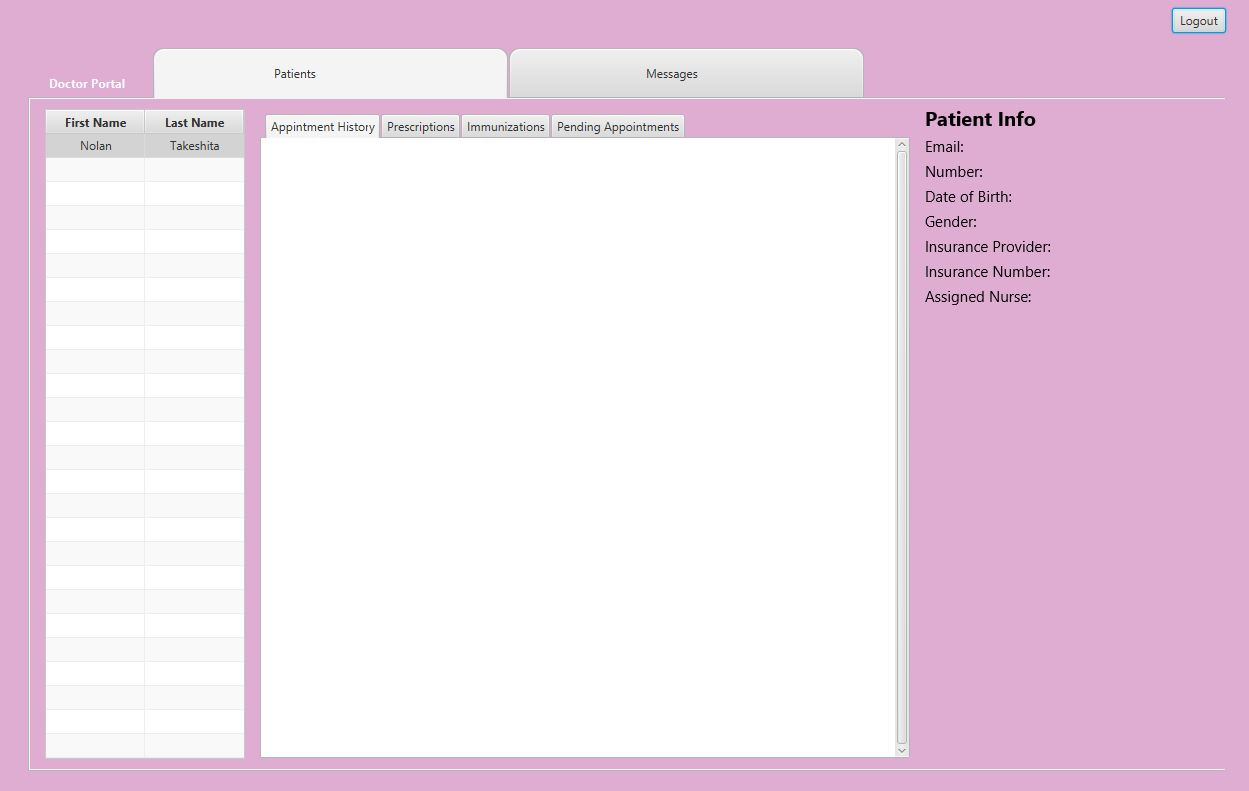 Logout
Doctor Portal
Patients
Messages
First Name Last Name
Nolan Takeshita
Appintment History Prescriptions Immunizations Pending Appointments
Patient Info
Email:
Number:
Date of Birth:
Gender:
Insurance Provider:
Insurance Number:
Assigned Nurse: